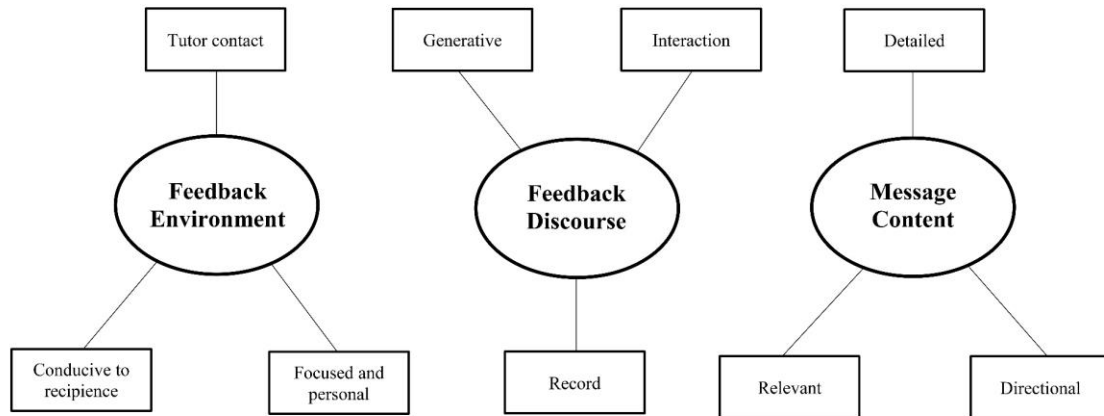 Tutor contact
Generative
Interaction
Detailed
Feedback
Environment
Feedback
Discourse
Message
Content
Conducive to
recipience
Focused and
personal
Record
Relevant
Directional